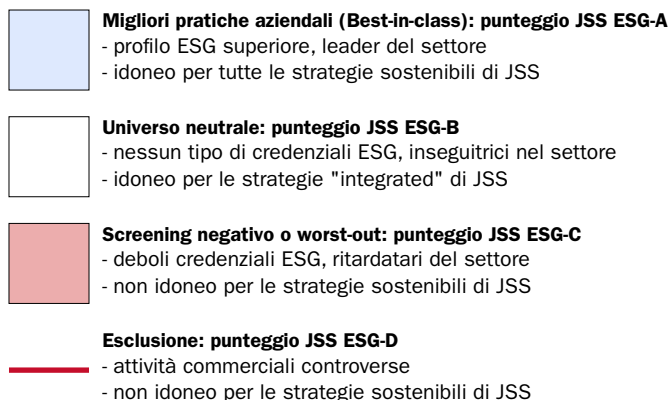 Migliori pratiche aziendali (Best-in-class): punteggio JSS ESG-A
- profilo ESG superiore, leader del settore
- idoneo per tutte le strategie sostenibili di JSS
Universo neutrale: punteggio JSS ESG-B
- nessun tipo di credenziali ESG, inseguitrici nel settore
- idoneo per le strategie "integrated" di JSS
Screening negativo o worst-out: punteggio JSS ESG-C
- deboli credenziali ESG, ritardatari del settore
- non idoneo per le strategie sostenibili di JSS
Esclusione: punteggio JSS ESG-D
- attività commerciali controverse
- non idoneo per le strategie sostenibili di JSS